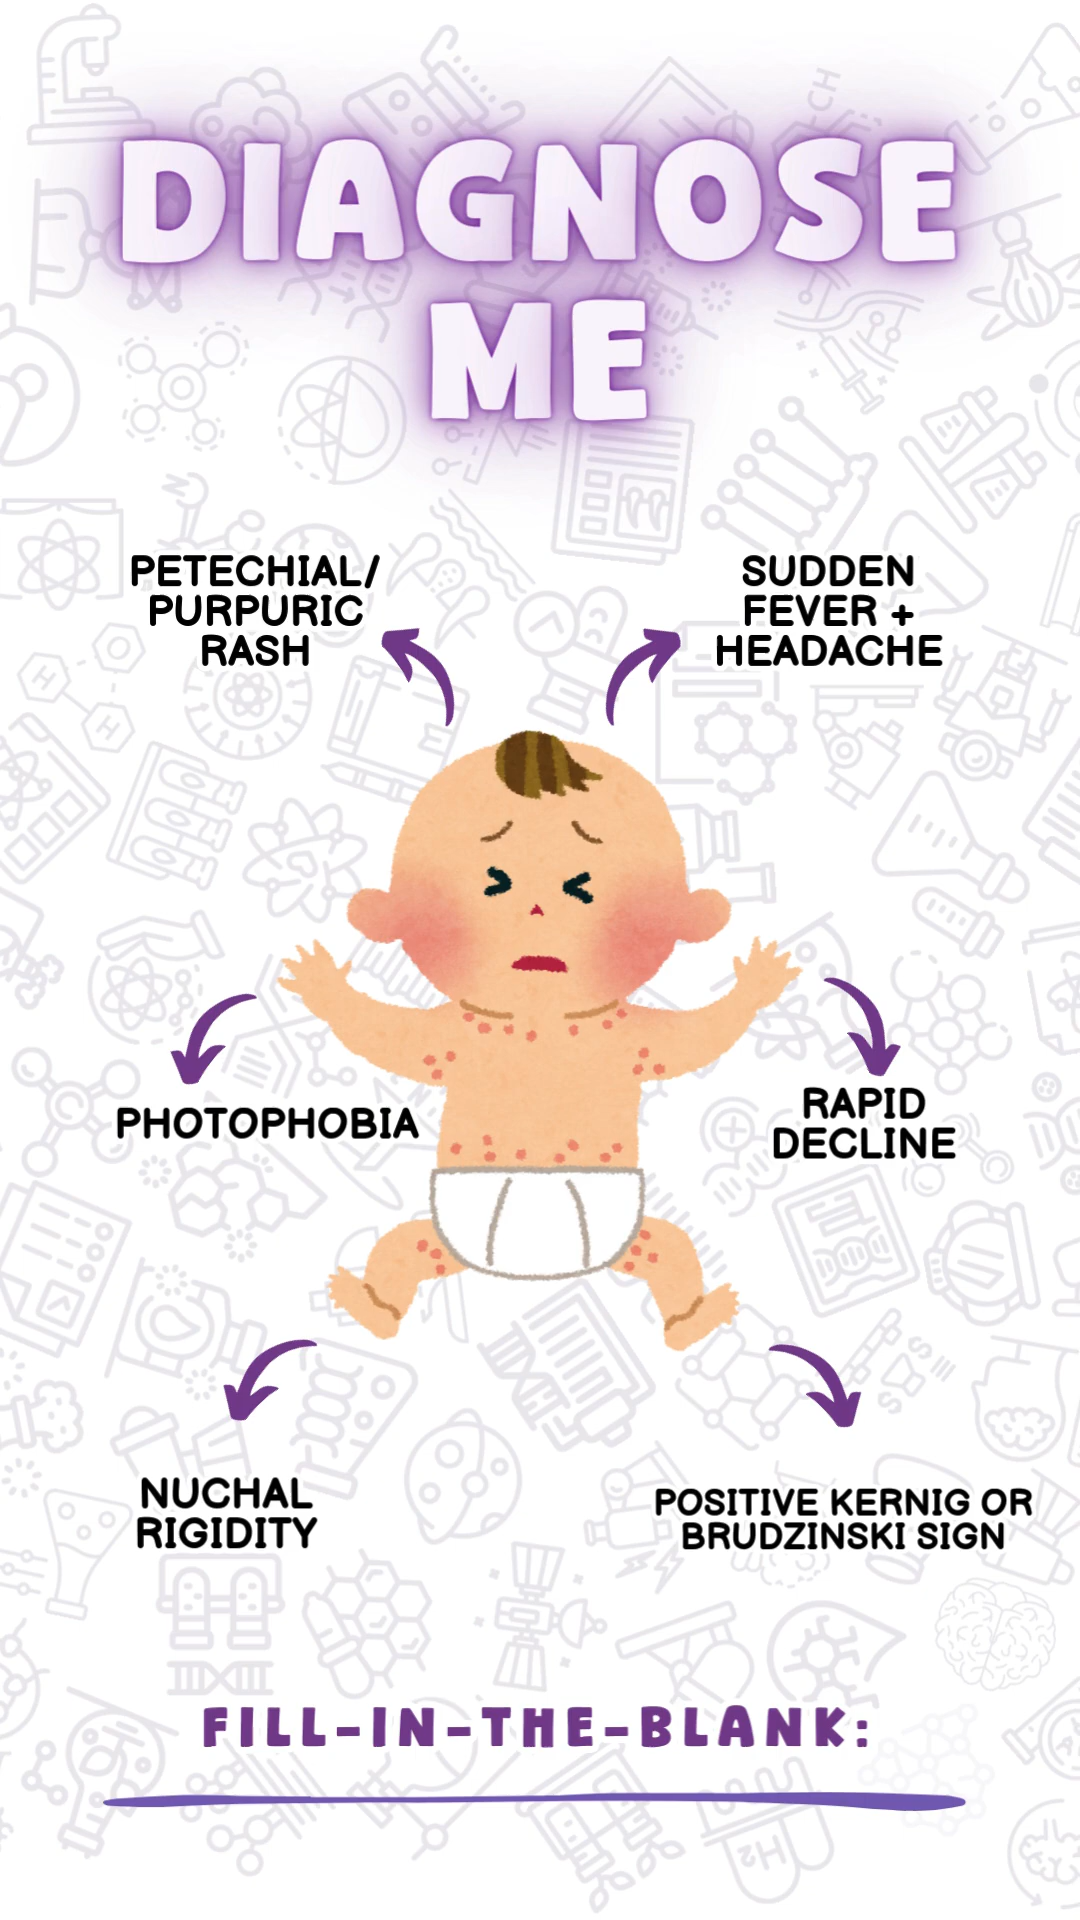 DIAGNOSE
ME
PETECHIAL/
PURPURIC
RASH
SUDDEN
FEVER +
HEADACHE
PHOTOPHOBIA
RAPID
DECLINE
NUCHAL
RIGIDITY
POSITIVE KERNIG OR
BRUDZINSKI SIGN
FILL-IN-THE-BLANK: